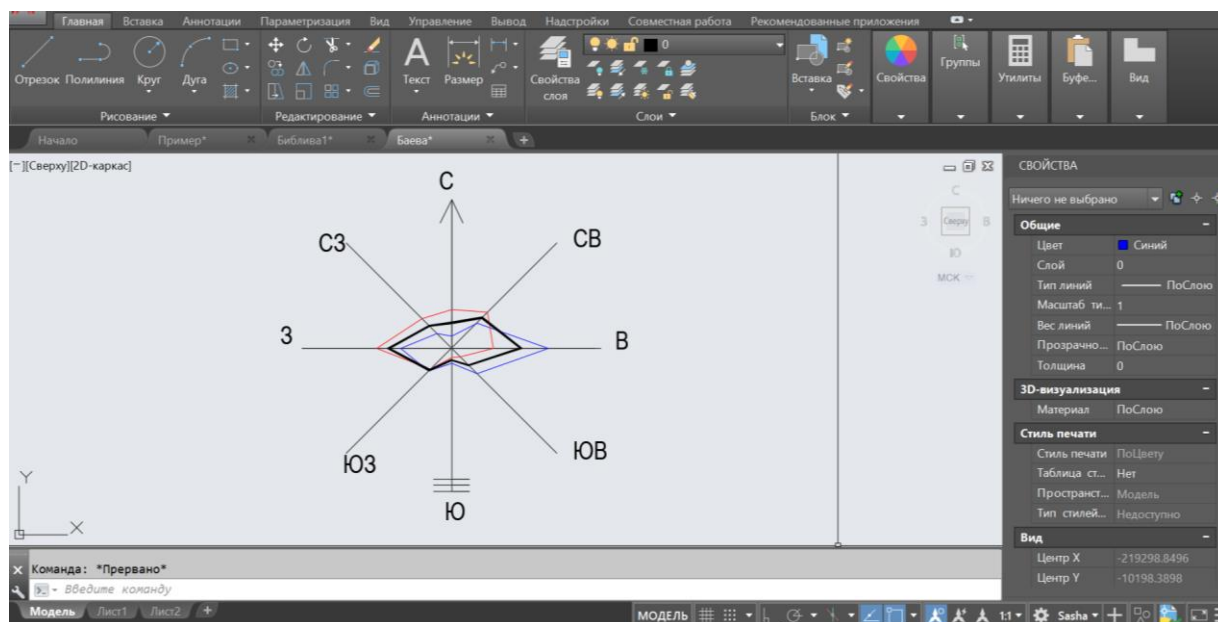 Главная Вставка Аннотации Параметризация Вид Управление Вывод Надстройки Совместная работа Рекомендованные приложения
Отрезок Полилиния Круг Дуга Текст Размер Свойства слоя 0 Вставка Свойства Группы Утилиты Буфе... Вид
Рисование Редактирование Аннотации Слои Блок
Начало Пример* Библива1* Баева*
[−][Сверху][2D-каркас]
С
СЗ
СВ
З
В
ЮЗ
ЮВ
Ю
Y
X
С
З Сверху В
Ю
МСК
СВОЙСТВА
Ничего не выбрано
Общие
Цвет Синий
Слой 0
Тип линий ПоСлою
Масштаб ти... 1
Вес линий ПоСлою
Прозрачно... ПоСлою
Толщина 0
3D-визуализация
Материал ПоСлою
Стиль печати
Стиль печати ПоЦвету
Таблица ст... Нет
Пространст... Модель
Тип стилей... Недоступно
Вид
Центр X -219298.8496
Центр Y -10198.3898
Команда: *Прервано*
Введите команду
Модель Лист1 Лист2 +
МОДЕЛЬ 1:1 Sasha